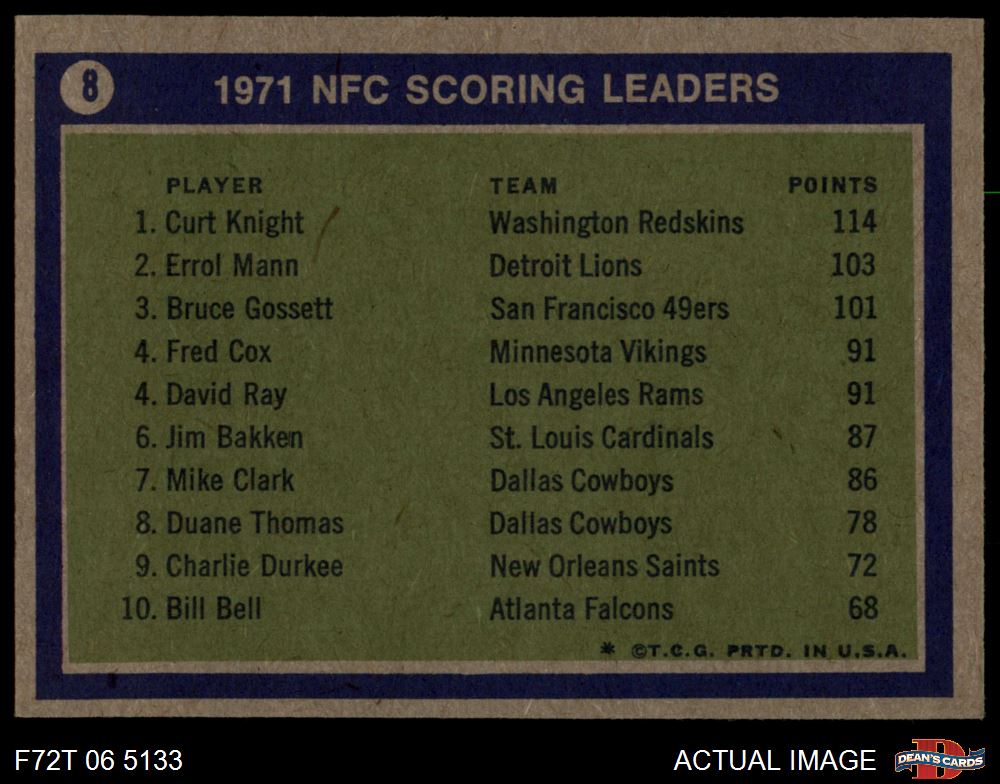 8 1971 NFC SCORING LEADERS
PLAYER TEAM POINTS
1. Curt Knight Washington Redskins 114
2. Errol Mann Detroit Lions 103
3. Bruce Gossett San Francisco 49ers 101
4. Fred Cox Minnesota Vikings 91
4. David Ray Los Angeles Rams 91
6. Jim Bakken St. Louis Cardinals 87
7. Mike Clark Dallas Cowboys 86
8. Duane Thomas Dallas Cowboys 78
9. Charlie Durkee New Orleans Saints 72
10. Bill Bell Atlanta Falcons 68
* ©T.C.G. PRTD. IN U.S.A.
F72T 06 5133 ACTUAL IMAGE D DEAN'S CARDS